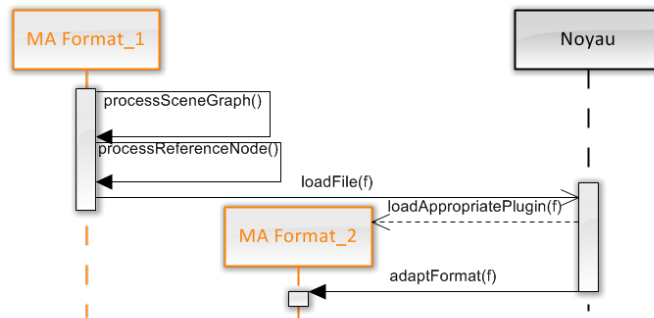 MA Format_1
Noyau
processSceneGraph()
processReferenceNode()
loadFile(f)
loadAppropriatePlugin(f)
MA Format_2
adaptFormat(f)